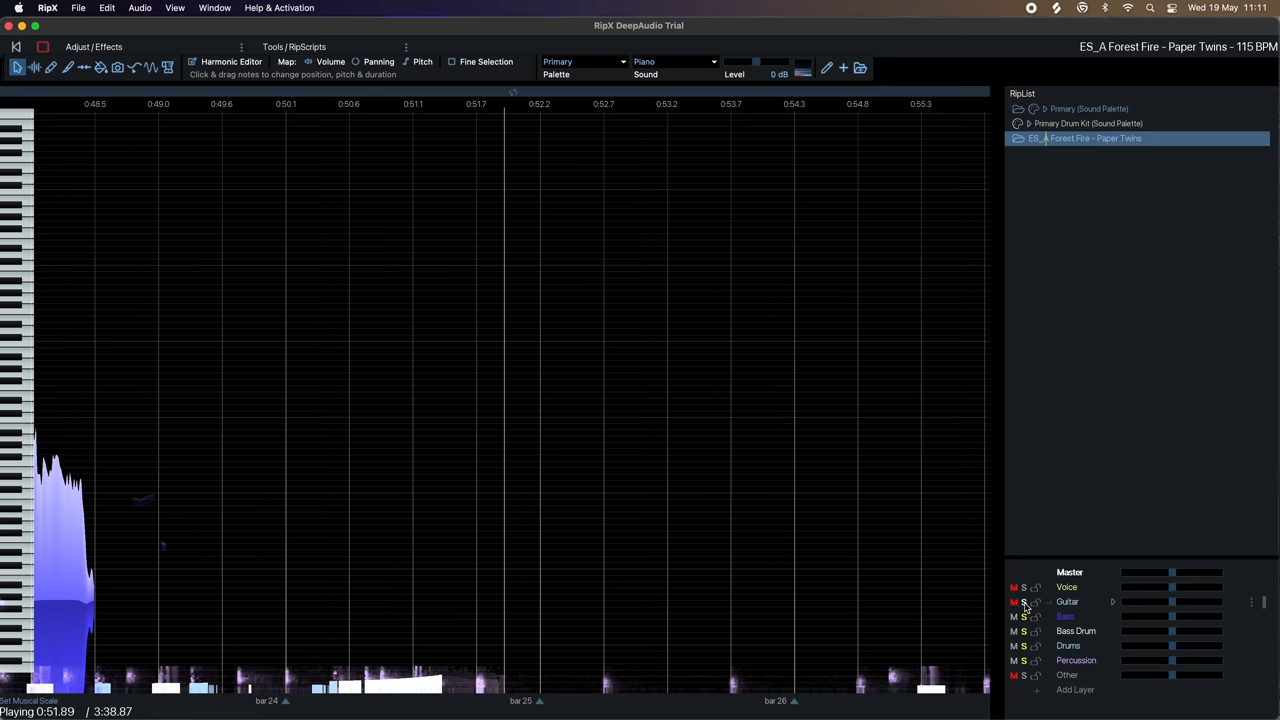 RipX File Edit Audio View Window Help & Activation Wed 19 May 11:11
RipX DeepAudio Trial
Adjust / Effects Tools / RipScripts ES_A Forest Fire - Paper Twins - 115 BPM
Harmonic Editor Map: Volume Panning Pitch Fine Selection Primary Piano 0 dB
Click & drag notes to change position, pitch & duration Palette Sound Level
RipList
0:48.5 0:49.0 0:49.6 0:50.1 0:50.6 0:51.1 0:51.7 0:52.2 0:52.7 0:53.2 0:53.7 0:54.3 0:54.8 0:55.3
Primary (Sound Palette)
Primary Drum Kit (Sound Palette)
ES_A Forest Fire - Paper Twins
Master
M S Voice
M S Guitar
M S Bass
M S Bass Drum
M S Drums
M S Percussion
M S Other
+ Add Layer
Set Musical Scale bar 24 bar 25 bar 26
Playing 0:51.89 / 3:38.87